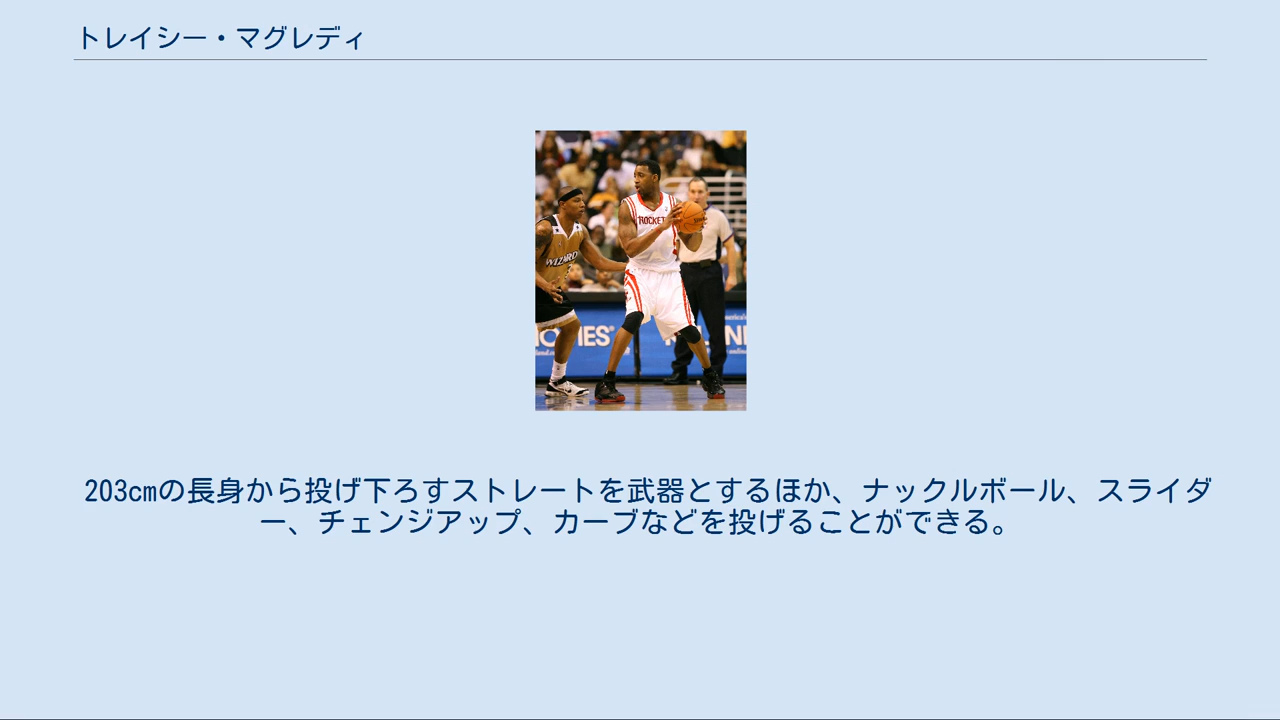 トレイシー・マグレディ
ROCKET
WIZARD
OVIES
203cmの長身から投げ下ろすストレートを武器とするほか、ナックルボール、スライダ
ー、チェンジアップ、カーブなどを投げることができる。